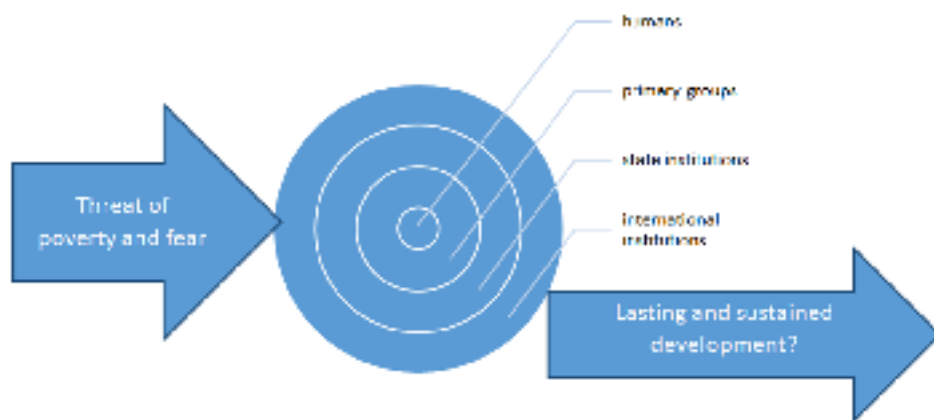 humans
primary groups
state institutions
international
institutions
Threat of
poverty and fear
Lasting and sustained
development?